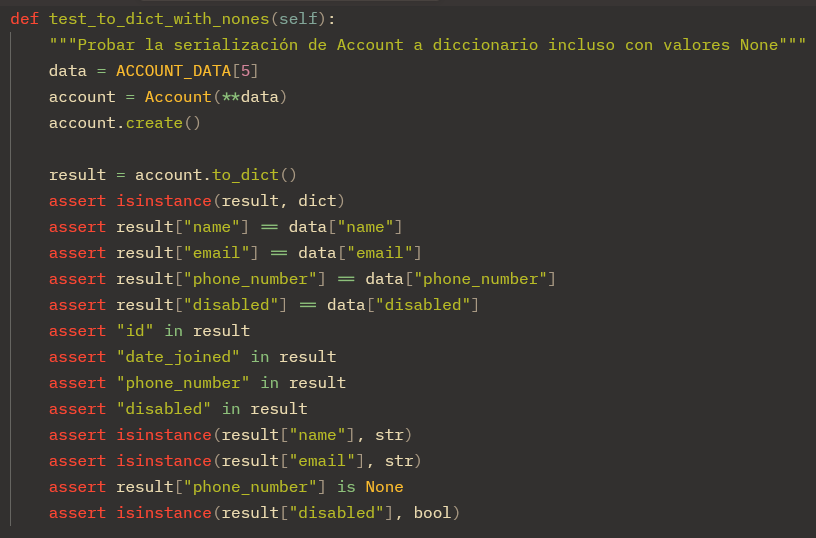 def test_to_dict_with_nones(self):
    """Probar la serialización de Account a diccionario incluso con valores None"""
    data = ACCOUNT_DATA[5]
    account = Account(**data)
    account.create()

    result = account.to_dict()
    assert isinstance(result, dict)
    assert result["name"] == data["name"]
    assert result["email"] == data["email"]
    assert result["phone_number"] == data["phone_number"]
    assert result["disabled"] == data["disabled"]
    assert "id" in result
    assert "date_joined" in result
    assert "phone_number" in result
    assert "disabled" in result
    assert isinstance(result["name"], str)
    assert isinstance(result["email"], str)
    assert result["phone_number"] is None
    assert isinstance(result["disabled"], bool)